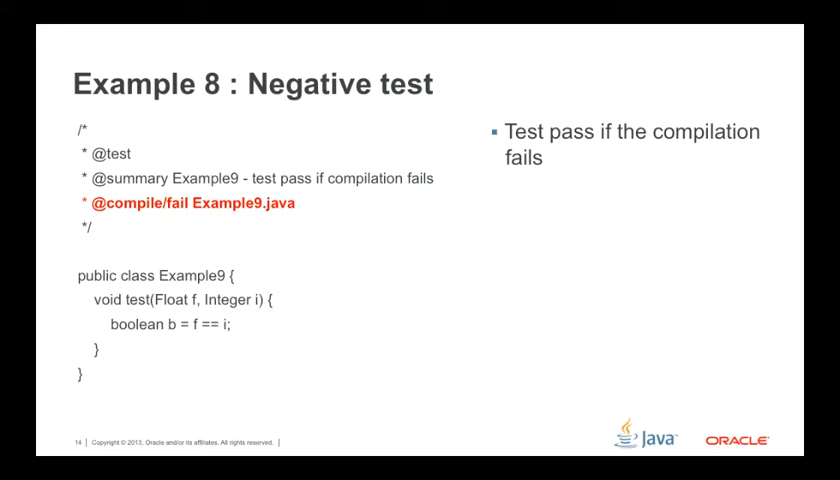 Example 8 : Negative test
/*
* @test
* @summary Example9 - test pass if compilation fails
* @compile/fail Example9.java
*/
public class Example9 {
void test(Float f, Integer i) {
boolean b = f == i;
}
}
Test pass if the compilation
fails
14 | Copyright © 2013, Oracle and/or its affiliates. All rights reserved. |
Java™
ORACLE®